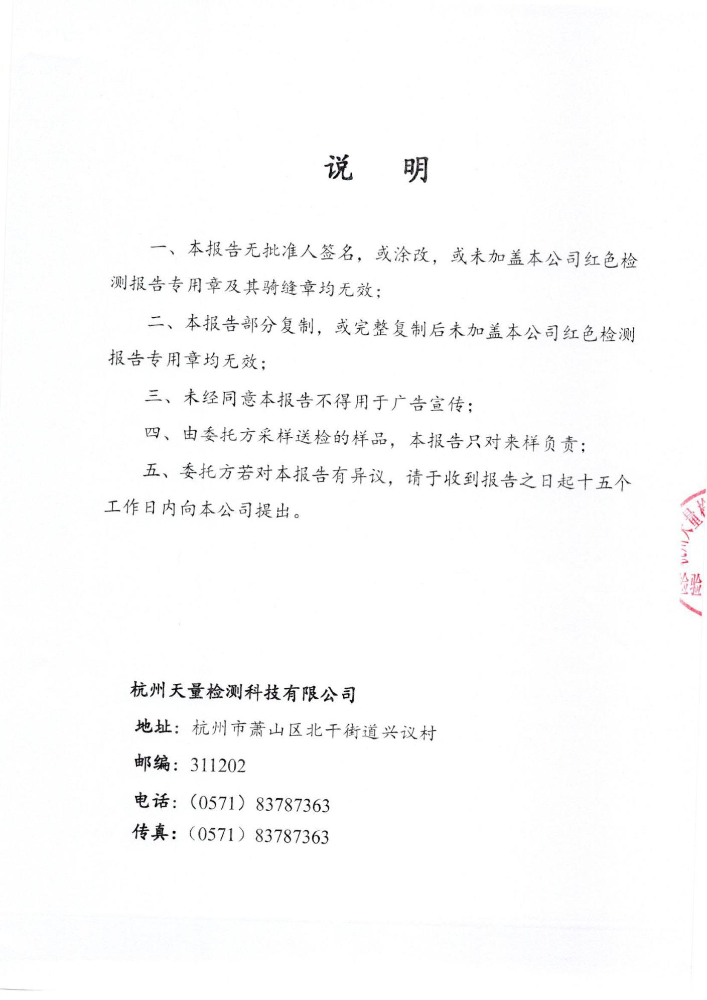 说 明
一、本报告无批准人签名，或涂改，或未加盖本公司红色检
测报告专用章及其骑缝章均无效；
二、本报告部分复制，或完整复制后未加盖本公司红色检测
报告专用章均无效；
三、未经同意本报告不得用于广告宣传；
四、由委托方采样送检的样品，本报告只对来样负责；
五、委托方若对本报告有异议，请于收到报告之日起十五个
工作日内向本公司提出。
量检
检验
杭州天量检测科技有限公司
地址：杭州市萧山区北干街道兴议村
邮编：311202
电话：（0571）83787363
传真：（0571）83787363